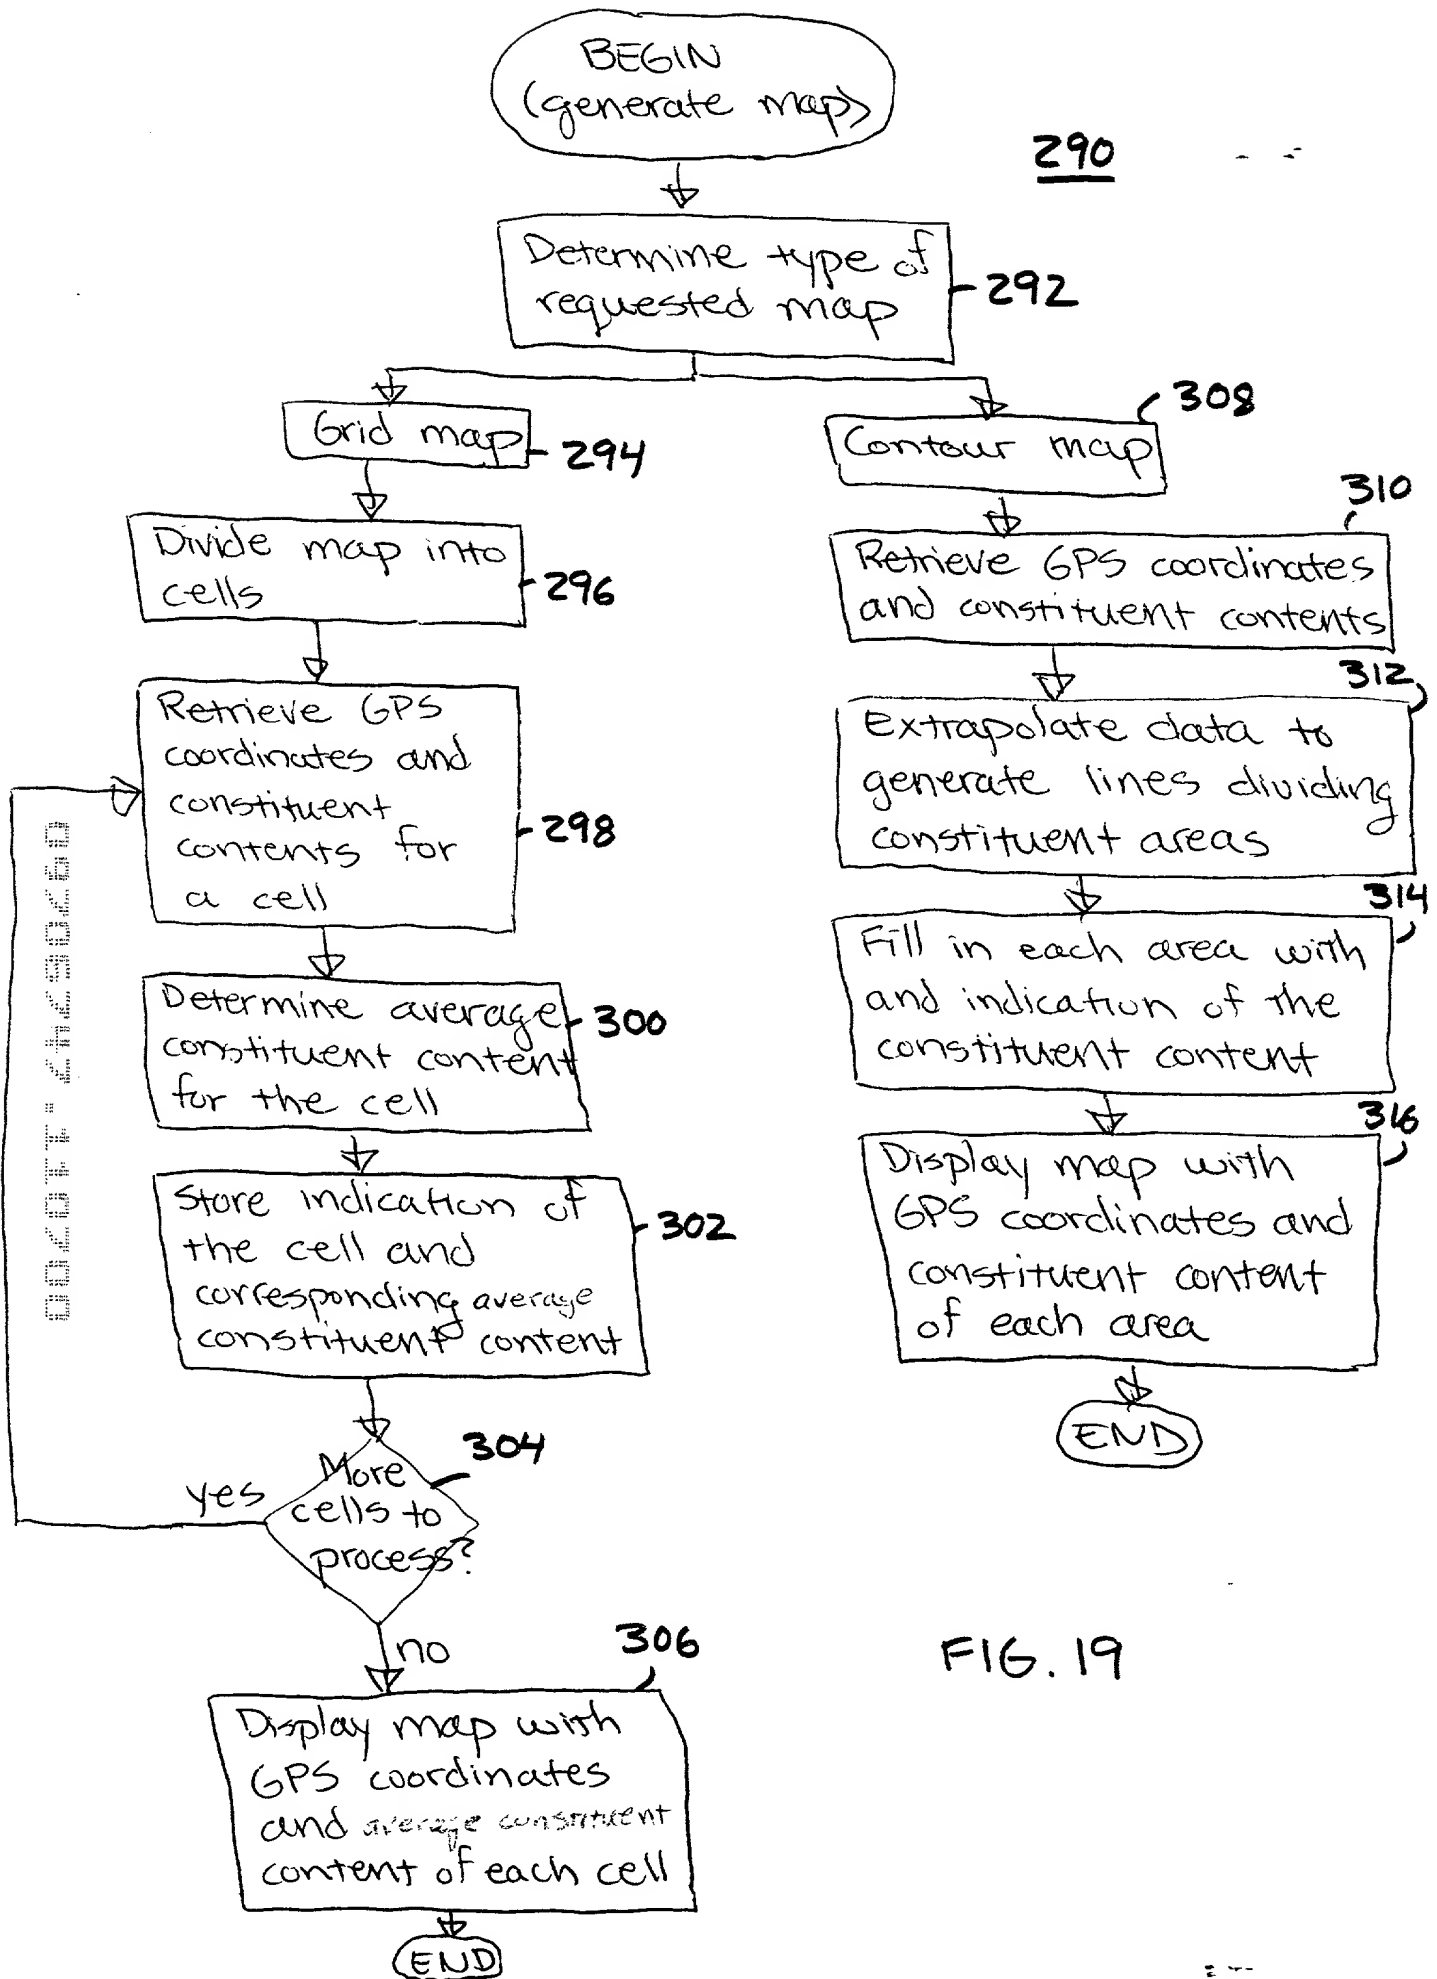 BEGIN
(generate map)
290
Determine type of
requested map
292
Grid map
294
Divide map into
cells
296
Retrieve GPS
coordinates and
constituent
contents for
a cell
298
Determine average
constituent content
for the cell
300
Store indication of
the cell and
corresponding average
constituent content
302
More
cells to
process?
304
yes
no
306
Display map with
GPS coordinates
and average constituent
content of each cell
END
308
Contour map
310
Retrieve GPS coordinates
and constituent contents
312
Extrapolate data to
generate lines dividing
constituent areas
314
Fill in each area with
and indication of the
constituent content
316
Display map with
GPS coordinates and
constituent content
of each area
END
FIG. 19